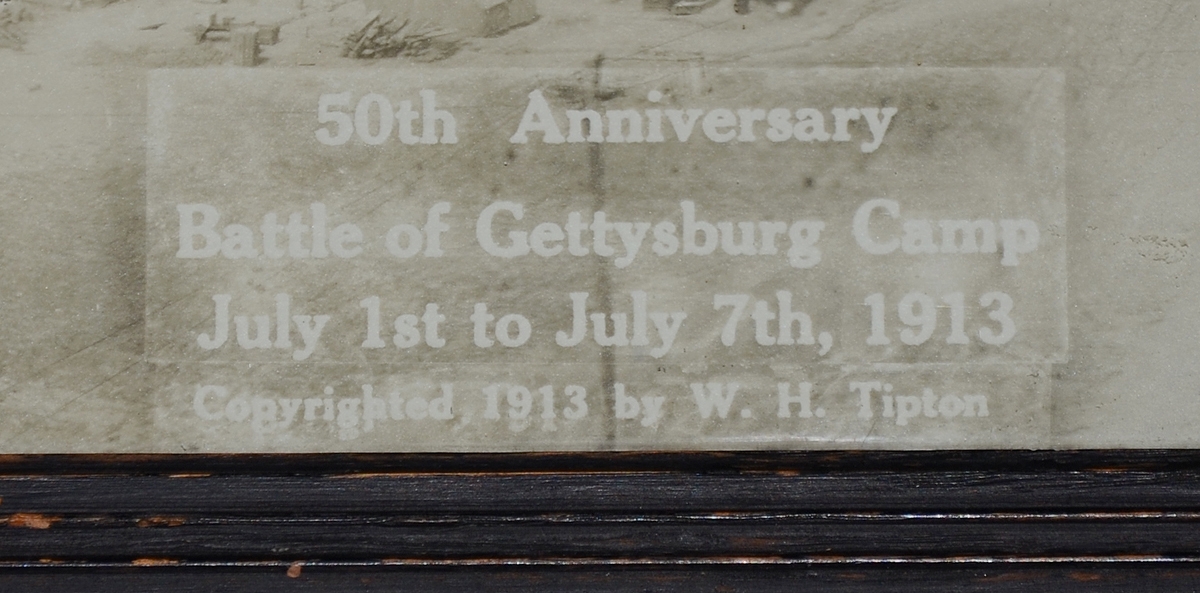 50th Anniversary
Battle of Gettysburg Camp
July 1st to July 7th, 1913
Copyrighted, 1913 by W. H. Tipton